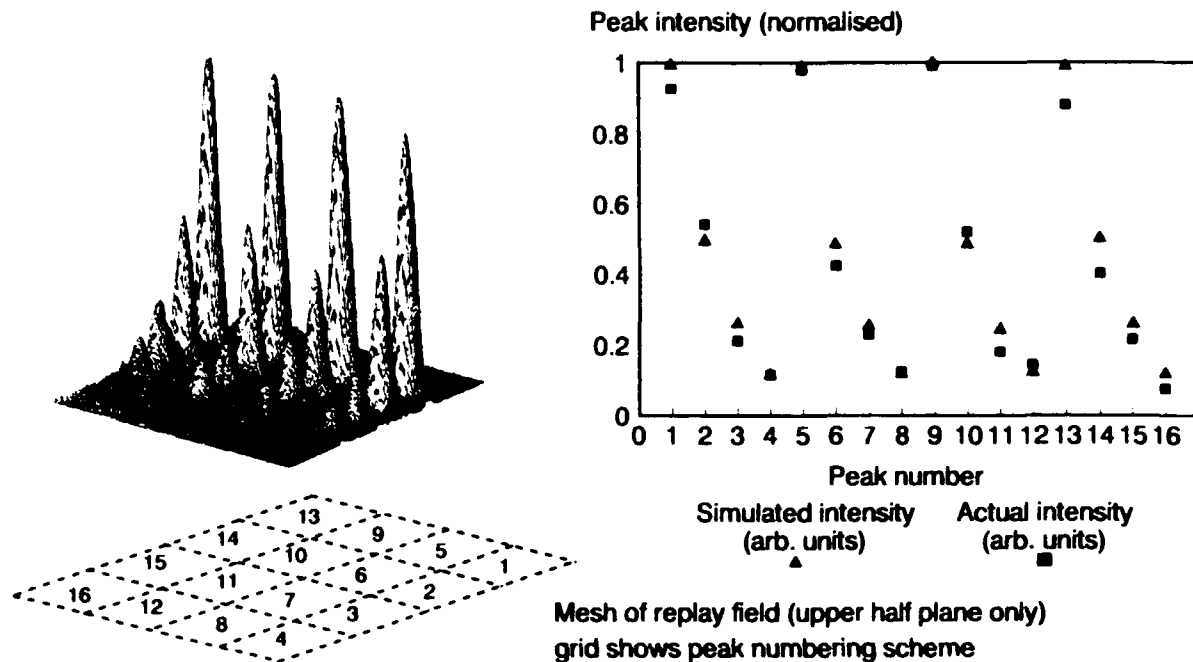 Peak intensity (normalised)
1
0.8
0.6
0.4
0.2
0
0 1 2 3 4 5 6 7 8 9 10 11 12 13 14 15 16
Peak number
Simulated intensity
(arb. units)
Actual intensity
(arb. units)
13
14 9
15 10 5
16 11 6 1
12 7 2
8 3
4
Mesh of replay field (upper half plane only)
grid shows peak numbering scheme